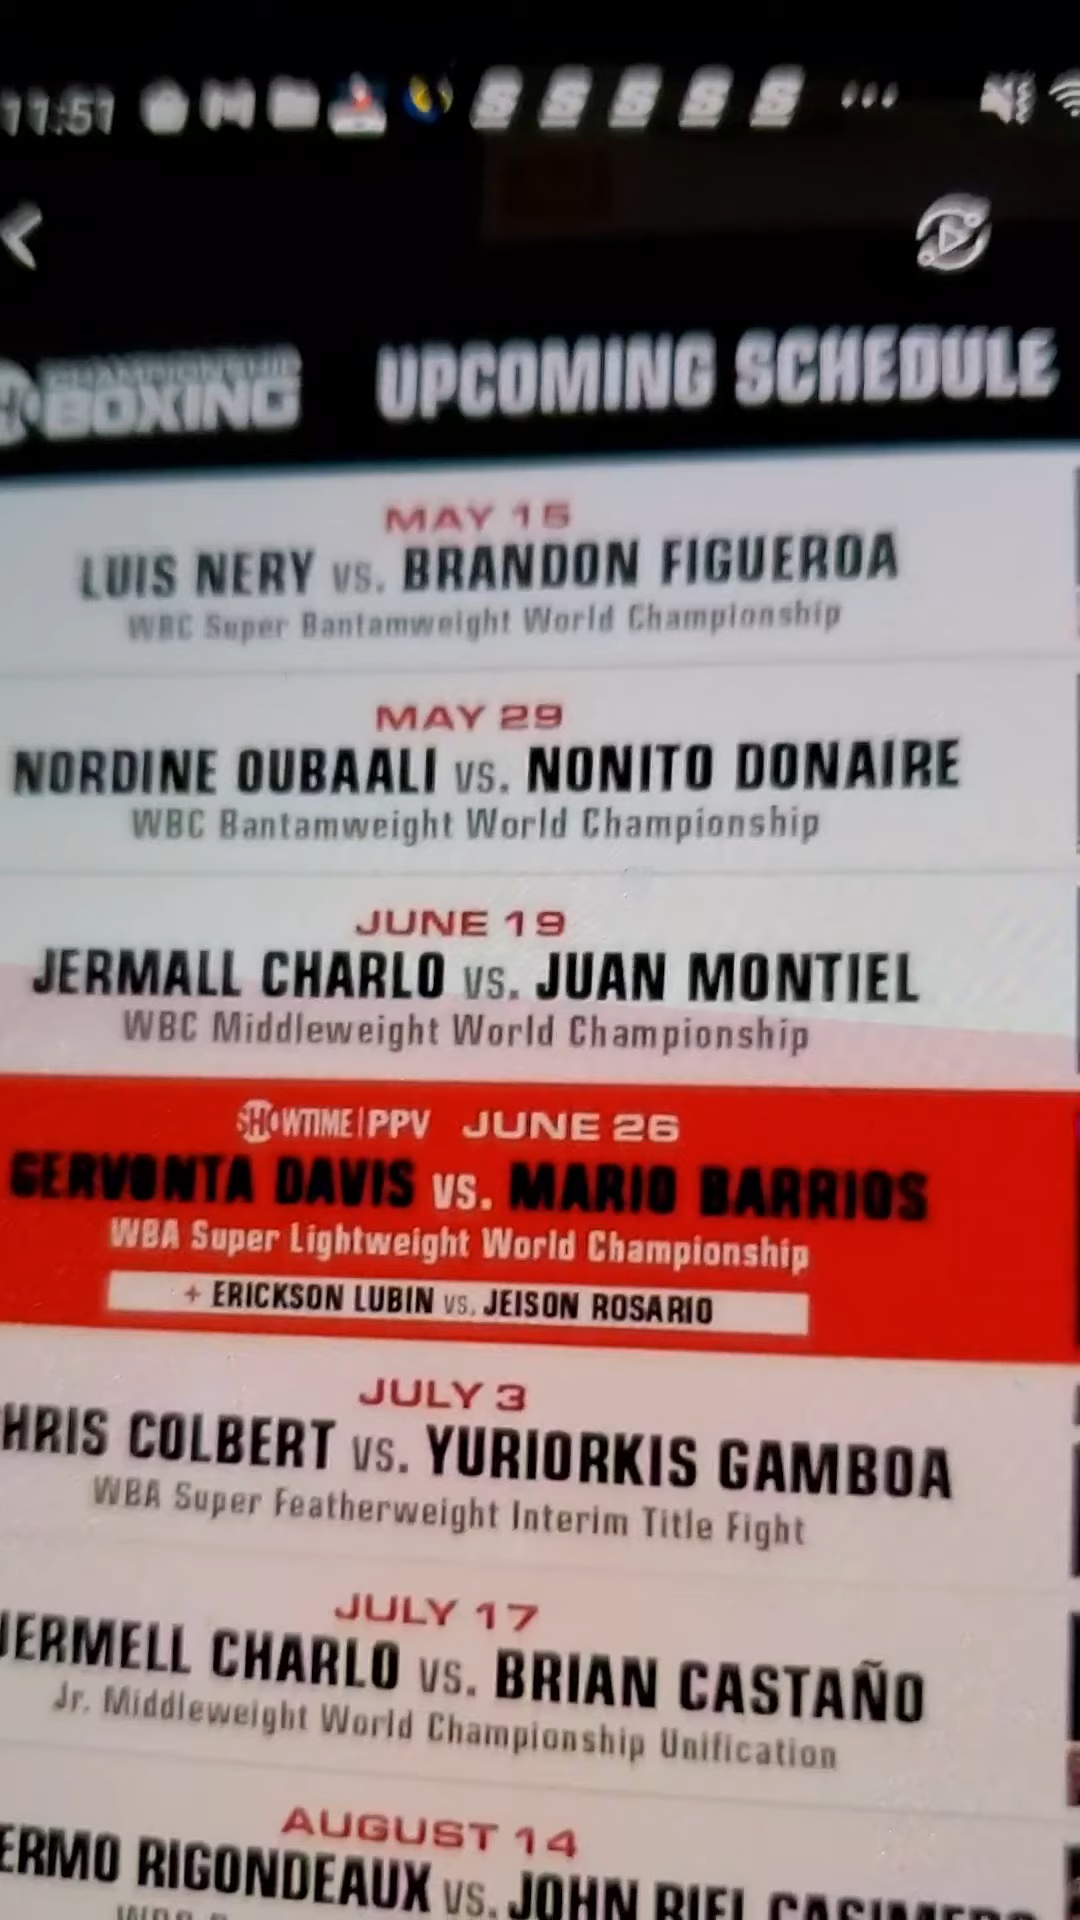 11:51
CHAMPIONSHIP
BOXING
UPCOMING SCHEDULE
MAY 15
LUIS NERY VS. BRANDON FIGUEROA
WBC Super Bantamweight World Championship
MAY 29
NORDINE OUBAALI VS. NONITO DONAIRE
WBC Bantamweight World Championship
JUNE 19
JERMALL CHARLO VS. JUAN MONTIEL
WBC Middleweight World Championship
SHOWTIME | PPV JUNE 26
GERVONTA DAVIS VS. MARIO BARRIOS
WBA Super Lightweight World Championship
+ ERICKSON LUBIN VS. JEISON ROSARIO
JULY 3
HRIS COLBERT VS. YURIORKIS GAMBOA
WBA Super Featherweight Interim Title Fight
JULY 17
JERMELL CHARLO VS. BRIAN CASTAÑO
Jr. Middleweight World Championship Unification
AUGUST 14
ERMO RIGONDEAUX VS. JOHN RIEL CASIMERO